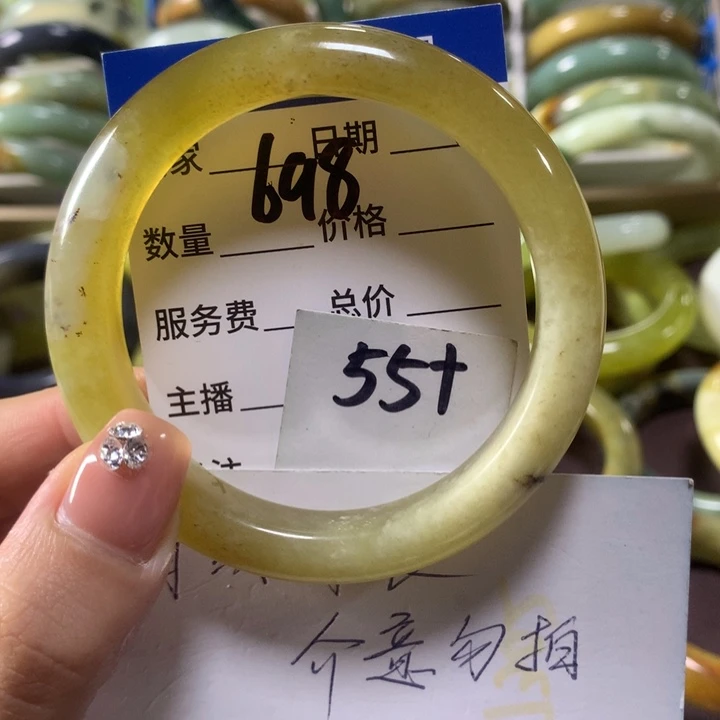 家 日期
698
数量 价格
服务费 总价
55+
主播
介意勿拍